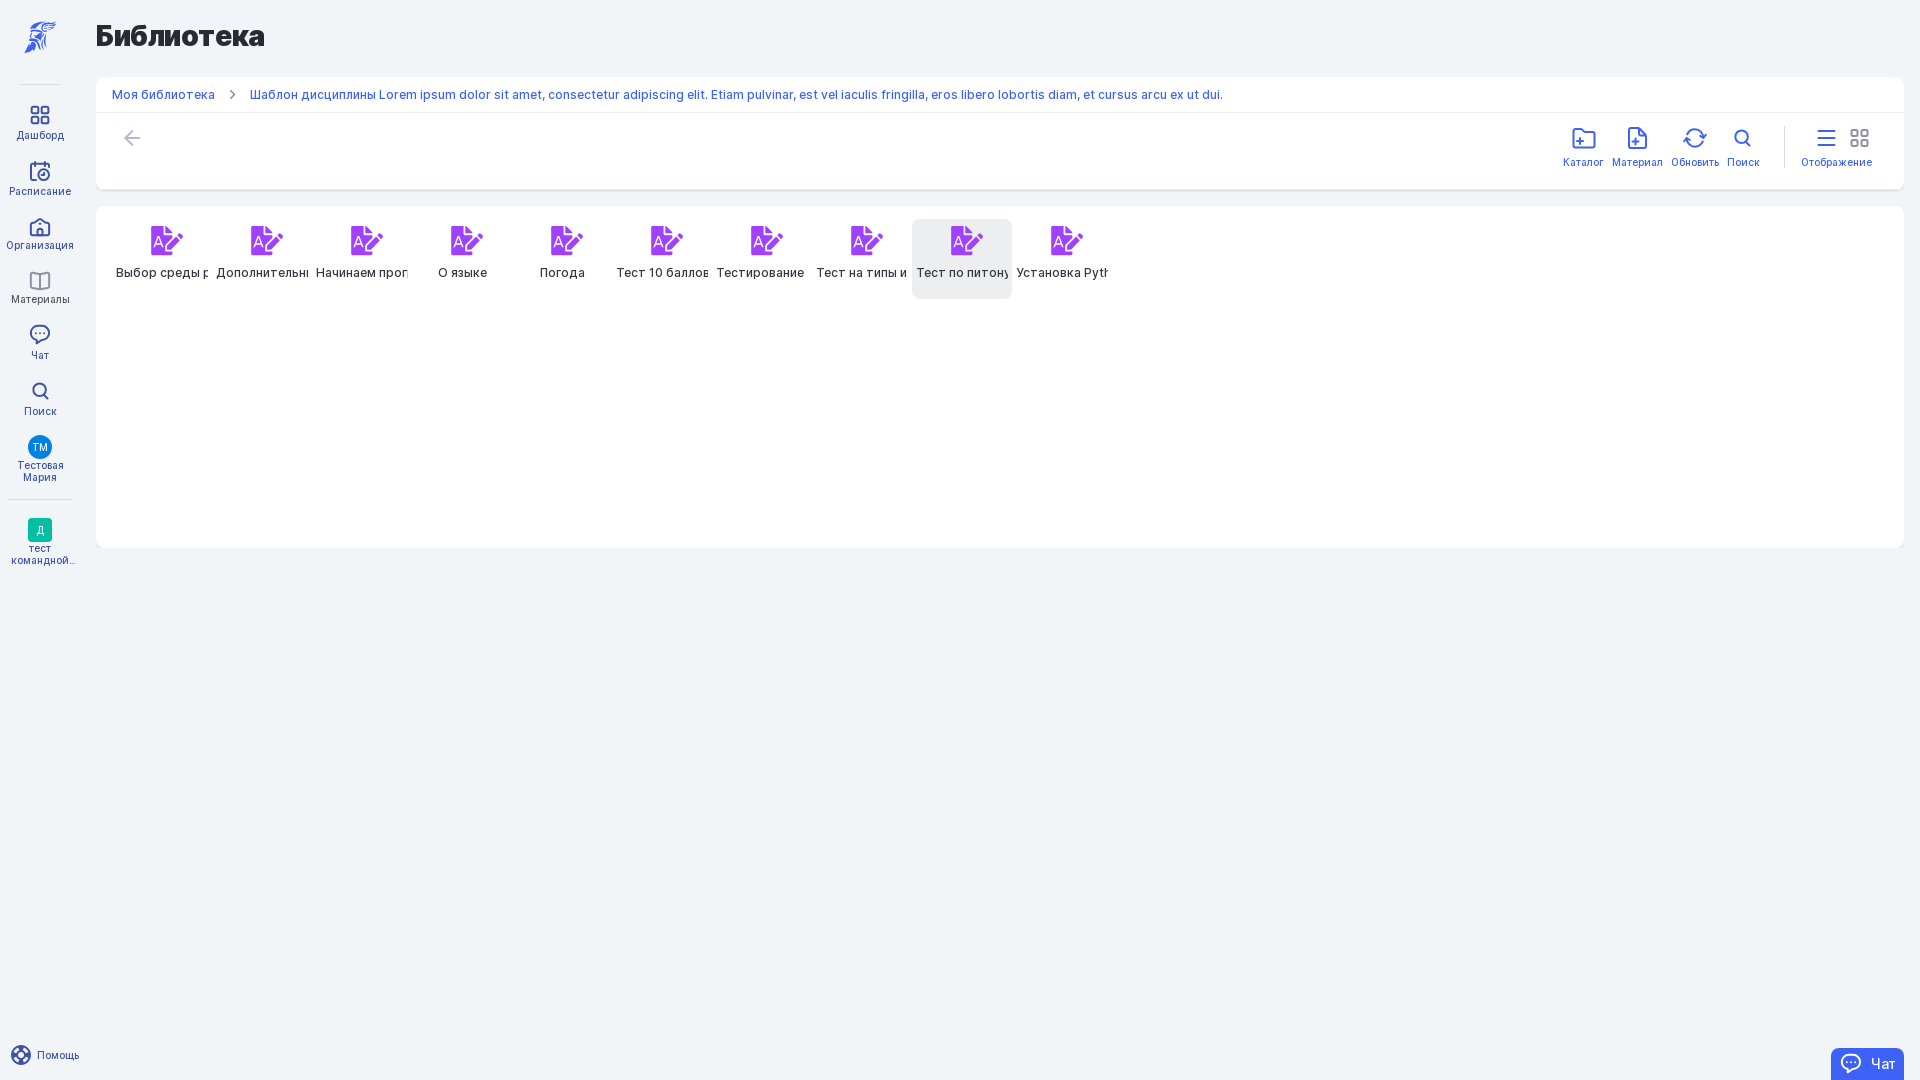 Библиотека
Моя библиотека
Шаблон дисциплины Lorem ipsum dolor sit amet, consectetur adipiscing elit. Etiam pulvinar, est vel iaculis fringilla, eros libero lobortis diam, et cursus arcu ex ut dui.
Каталог
Материал
Обновить
Поиск
Отображение
Выбор среды р
Дополнительн
Начинаем прог
О языке
Погода
Тест 10 баллов
Тестирование
Тест на типы и
Тест по питону
Установка Pyth
Дашборд
Расписание
Организация
Материалы
Чат
Поиск
ТМ
Тестовая
Мария
Д
тест
командной...
Помощь
Чат